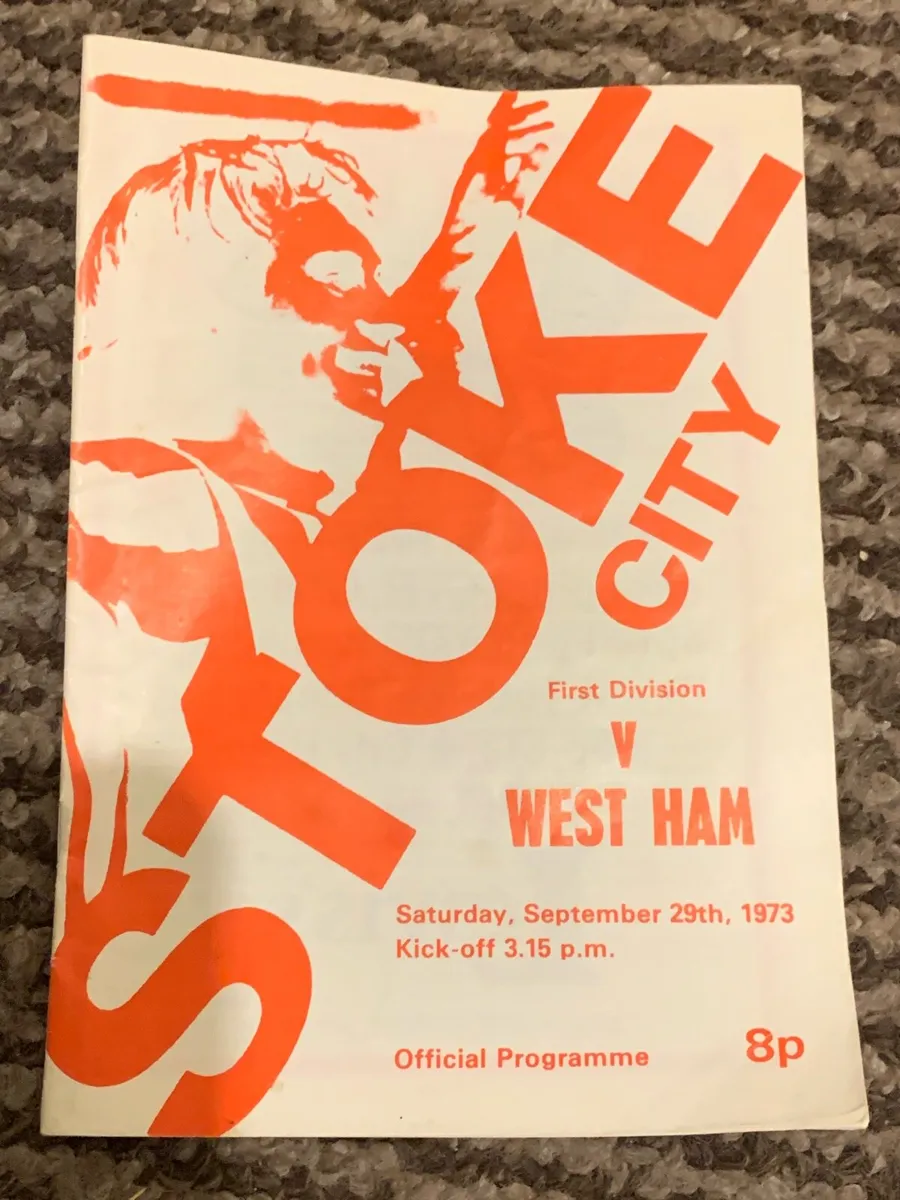 STOKE
CITY
First Division
V
WEST HAM
Saturday, September 29th, 1973
Kick-off 3.15 p.m.
Official Programme
8p